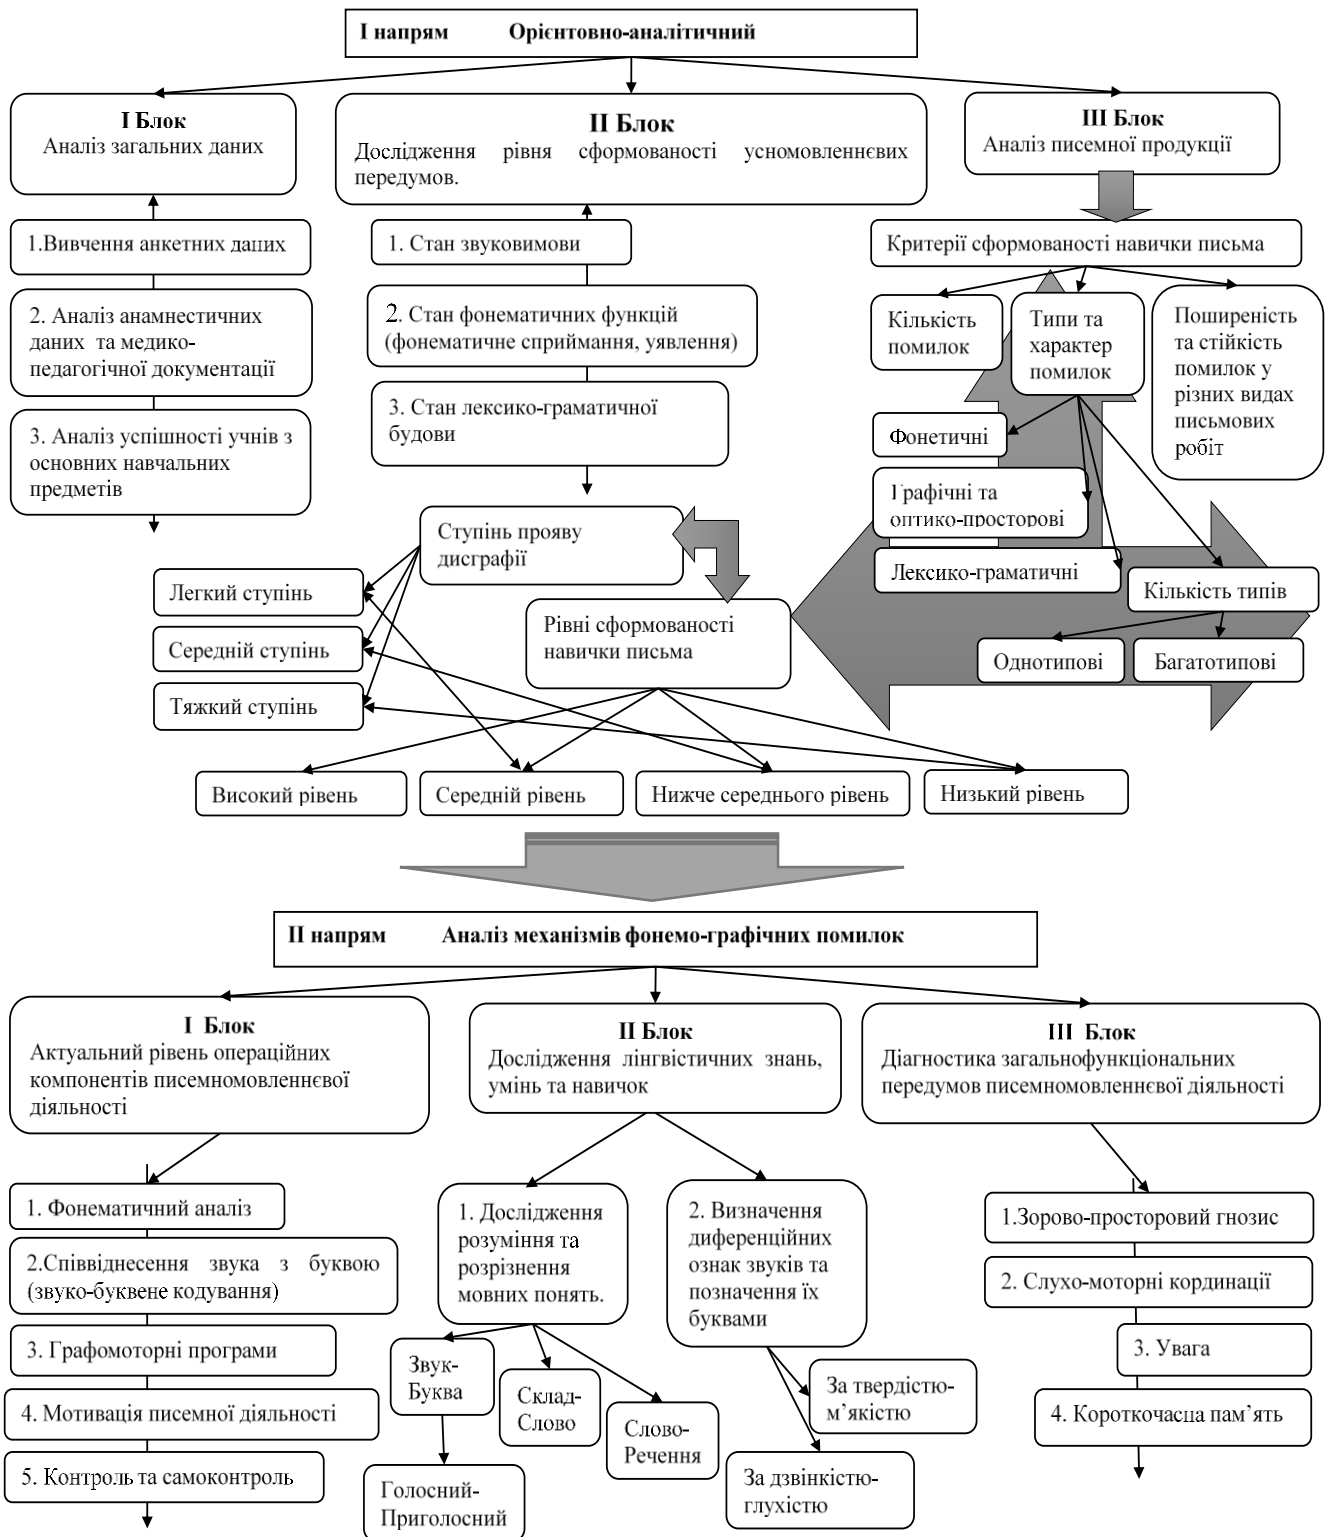 І напрям Орієнтовно-аналітичний
І Блок
Аналіз загальних даних
ІІ Блок
Дослідження рівня сформованості усномовленнєвих
передумов.
ІІІ Блок
Аналіз писемної продукції
1.Вивчення анкетних даних
2. Аналіз анамнестичних
даних та медико-
педагогічної документації
3. Аналіз успішності учнів з
основних навчальних
предметів
1. Стан звуковимови
2. Стан фонематичних функцій
(фонематичне сприймання, уявлення)
3. Стан лексико-граматичної
будови
Критерії сформованості навички письма
Кількість
помилок
Типи та
характер
помилок
Поширеність
та стійкість
помилок у
різних видах
письмових
робіт
Фонетичні
Графічні та
оптико-просторові
Лексико-граматичні
Кількість типів
Однотипові
Багатотипові
Ступінь прояву
дисграфії
Легкий ступінь
Середній ступінь
Тяжкий ступінь
Рівні сформованості
навички письма
Високий рівень
Середній рівень
Нижче середнього рівень
Низький рівень
ІІ напрям Аналіз механізмів фонемо-графічних помилок
І Блок
Актуальний рівень операційних
компонентів писемномовленнєвої
діяльності
ІІ Блок
Дослідження лінгвістичних знань,
умінь та навичок
ІІІ Блок
Діагностика загальнофункціональних
передумов писемномовленнєвої діяльності
1. Фонематичний аналіз
2.Співвіднесення звука з буквою
(звуко-буквене кодування)
3. Графомоторні програми
4. Мотивація писемної діяльності
5. Контроль та самоконтроль
1. Дослідження
розуміння та
розрізнення
мовних понять.
2. Визначення
диференційних
ознак звуків та
позначення їх
буквами
Звук-
Буква
Склад-
Слово
Слово-
Речення
Голосний-
Приголосний
За твердістю-
м’якістю
За дзвінкістю-
глухістю
1.Зорово-просторовий гнозис
2. Слухо-моторні кординації
3. Увага
4. Короткочасна пам’ять